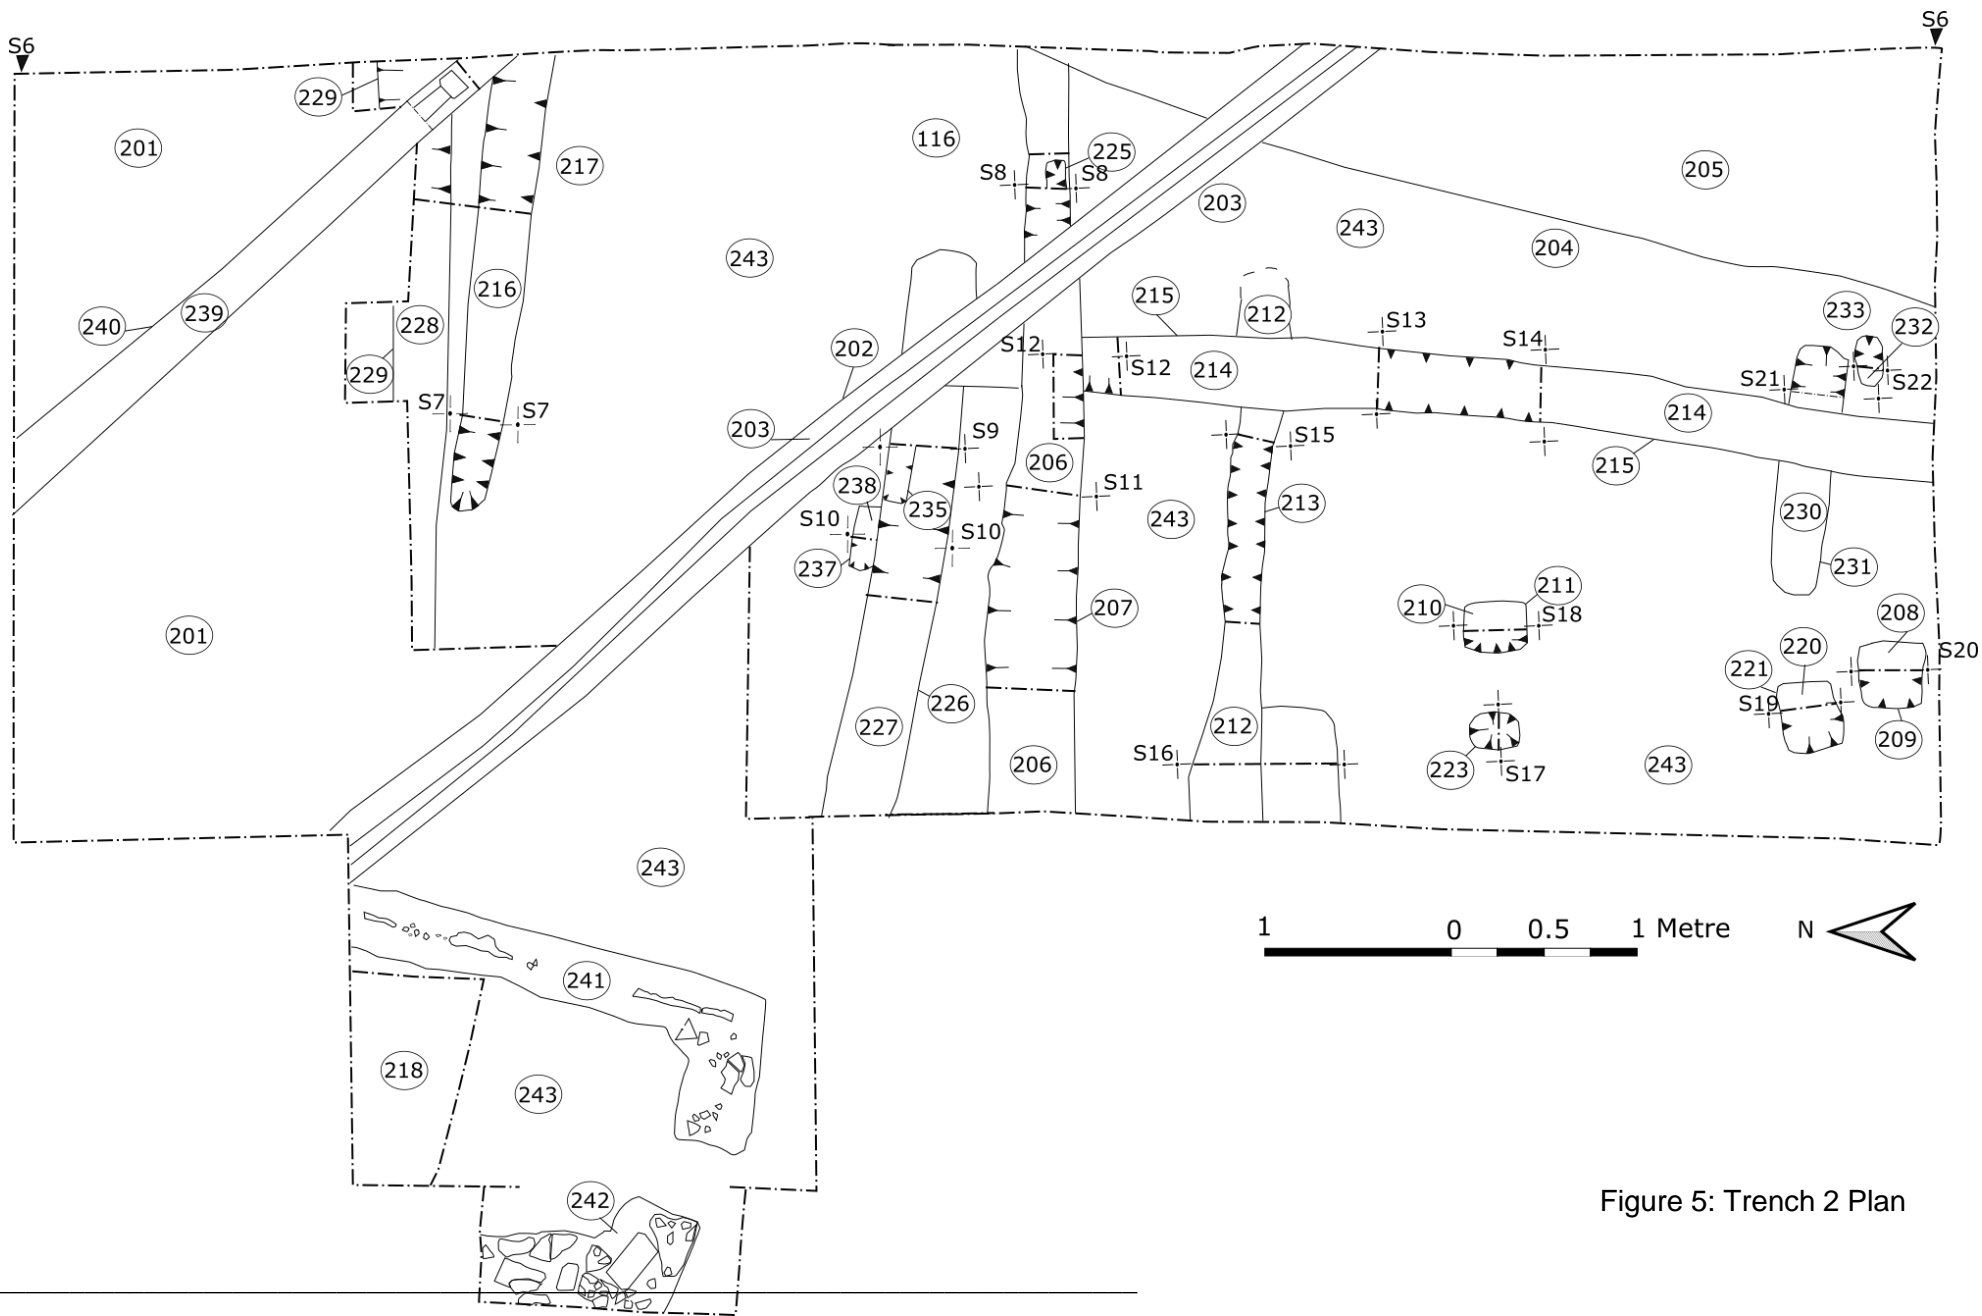 S6
S6
229
201
217
116
225
S8
S8
205
203
243
204
243
216
215
212
233
232
240
239
228
202
S12
S12
S13
S14
214
S21
S22
229
S7
S7
214
203
S9
206
S15
215
238
235
S11
213
230
S10
S10
243
237
231
211
210
S18
207
208
201
220
S20
221
226
S19
227
212
209
206
S16
223
S17
243
243
1 0 0.5 1 Metre
N
241
218
243
242
Figure 5: Trench 2 Plan